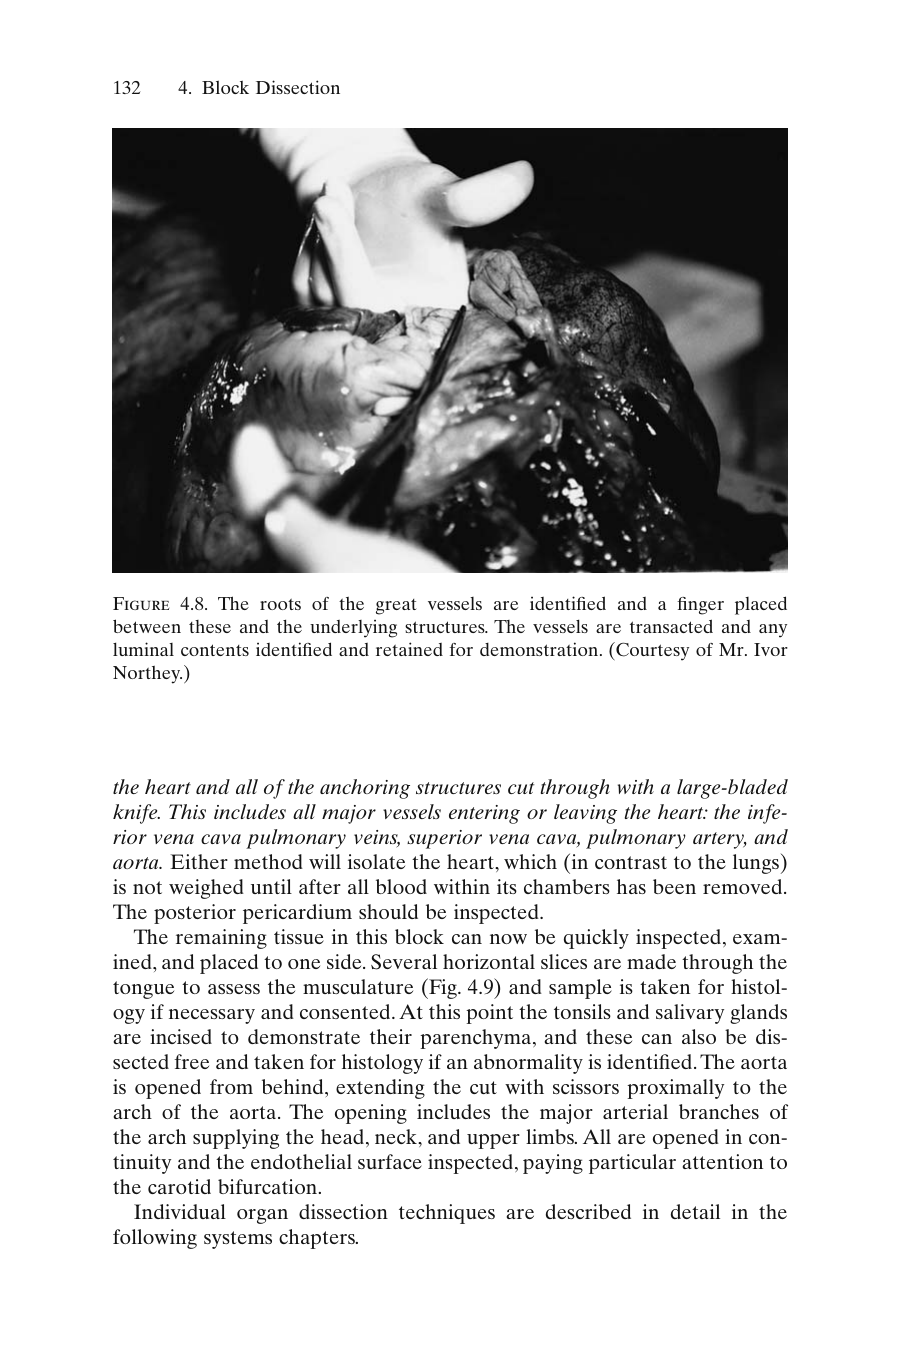 132 4. Block Dissection
FIGURE 4.8. The roots of the great vessels are identified and a finger placed
between these and the underlying structures. The vessels are transacted and any
luminal contents identified and retained for demonstration. (Courtesy of Mr. Ivor
Northey.)
the heart and all of the anchoring structures cut through with a large-bladed
knife. This includes all major vessels entering or leaving the heart: the infe-
rior vena cava pulmonary veins, superior vena cava, pulmonary artery, and
aorta. Either method will isolate the heart, which (in contrast to the lungs)
is not weighed until after all blood within its chambers has been removed.
The posterior pericardium should be inspected.
The remaining tissue in this block can now be quickly inspected, exam-
ined, and placed to one side. Several horizontal slices are made through the
tongue to assess the musculature (Fig. 4.9) and sample is taken for histol-
ogy if necessary and consented. At this point the tonsils and salivary glands
are incised to demonstrate their parenchyma, and these can also be dis-
sected free and taken for histology if an abnormality is identified. The aorta
is opened from behind, extending the cut with scissors proximally to the
arch of the aorta. The opening includes the major arterial branches of
the arch supplying the head, neck, and upper limbs. All are opened in con-
tinuity and the endothelial surface inspected, paying particular attention to
the carotid bifurcation.
Individual organ dissection techniques are described in detail in the
following systems chapters.